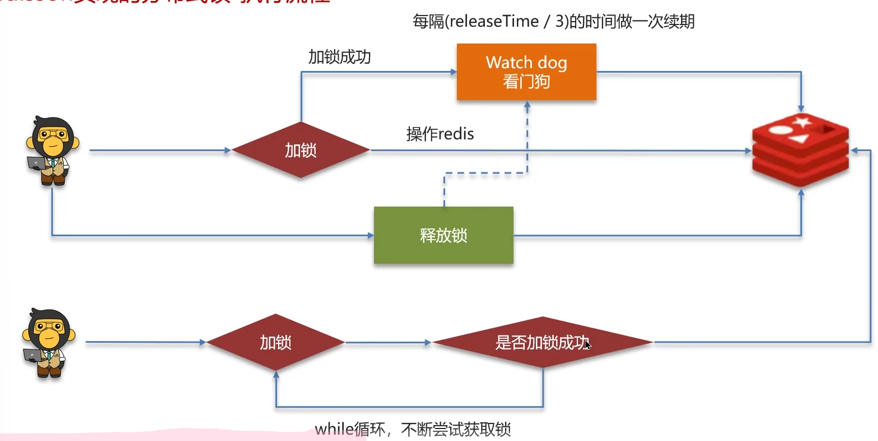 每隔(releaseTime / 3)的时间做一次续期
加锁成功
Watch dog
看门狗
加锁
操作redis
释放锁
加锁
是否加锁成功
while循环，不断尝试获取锁